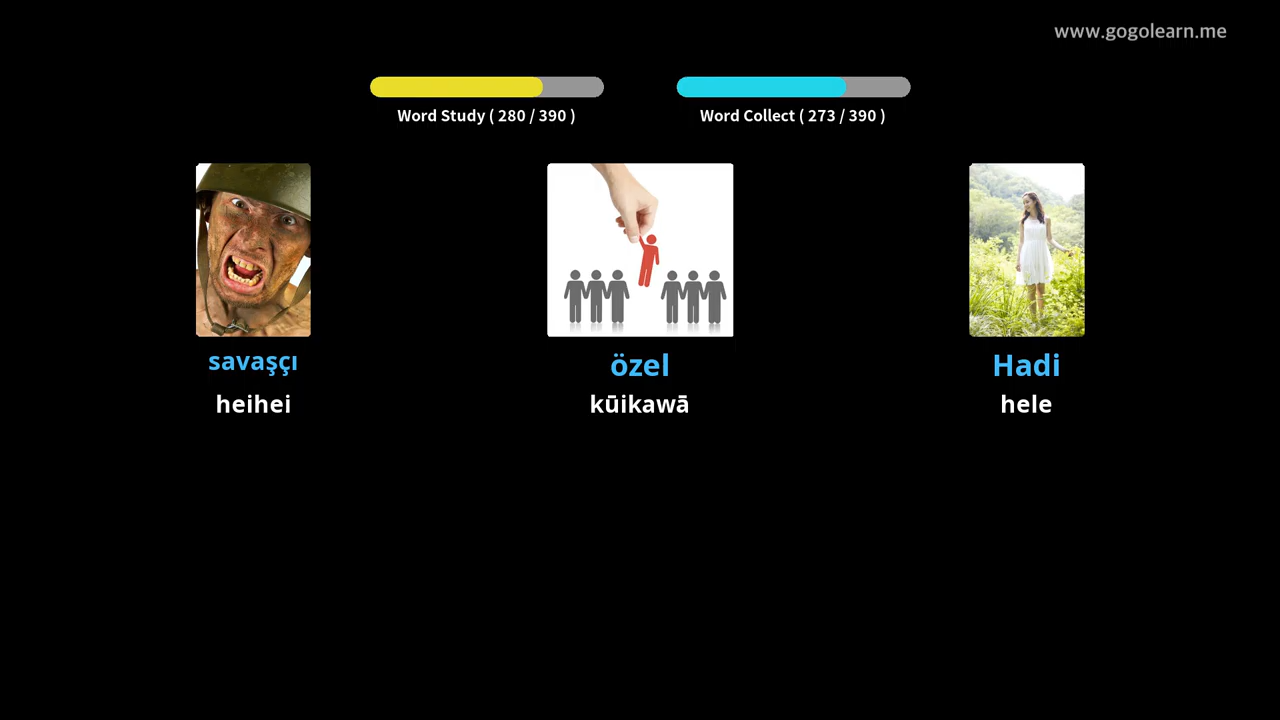 www.gogolearn.me
Word Study ( 280 / 390 )
Word Collect ( 273 / 390 )
savaşçı
heihei
özel
kūikawā
Hadi
hele